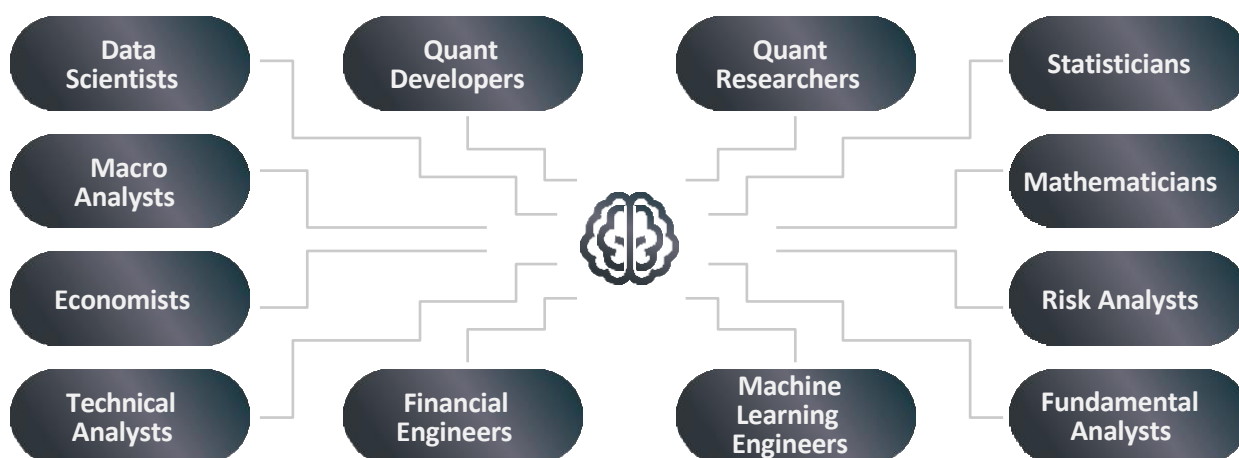 Data
Scientists
Quant
Developers
Quant
Researchers
Statisticians
Macro
Analysts
Mathematicians
Economists
Risk Analysts
Technical
Analysts
Financial
Engineers
Machine
Learning
Engineers
Fundamental
Analysts